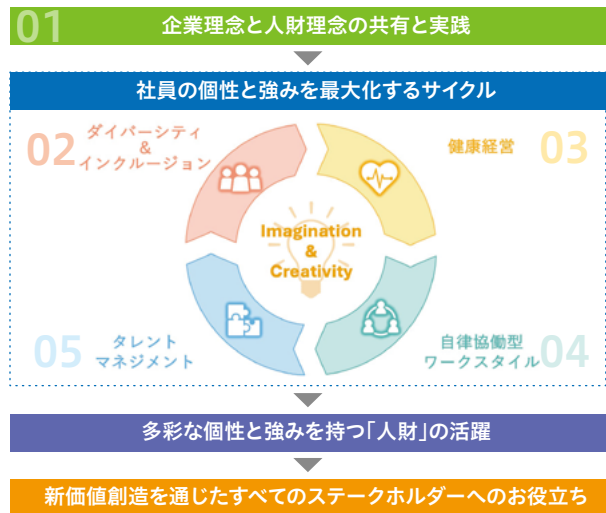 01
企業理念と人財理念の共有と実践
社員の個性と強みを最大化するサイクル
02
ダイバーシティ
&
インクルージョン
健康経営
03
Imagination
&
Creativity
05
タレント
マネジメント
自律協働型
ワークスタイル
04
多彩な個性と強みを持つ「人財」の活躍
新価値創造を通じたすべてのステークホルダーへのお役立ち